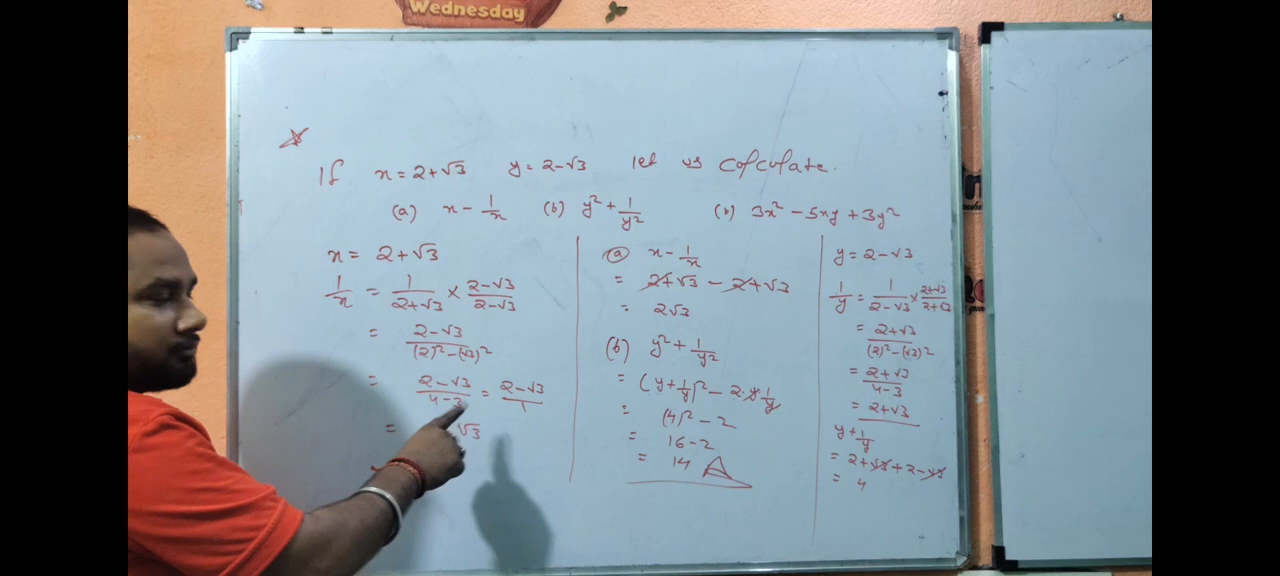 Wednesday
If x = 2+√3 y = 2-√3 let us calculate.
(a) x - 1/x (b) y² + 1/y² (b) 3x² - 5xy + 3y²
x = 2+√3
1/x = 1/(2+√3) × (2-√3)/(2-√3)
= (2-√3)/((2)²-(√3)²)
= (2-√3)/(4-3) = (2-√3)/1
= √3
(a) x - 1/x
= 2+√3 - 2+√3
= 2√3
(b) y² + 1/y²
= (y+1/y)² - 2·y·1/y
= (4)² - 2
= 16-2
= 14
y = 2-√3
1/y = 1/(2-√3) × (2+√3)/(2+√3)
= (2+√3)/((2)²-(√3)²)
= (2+√3)/(4-3)
= 2+√3
y + 1/y
= 2+√3+2-√3
= 4